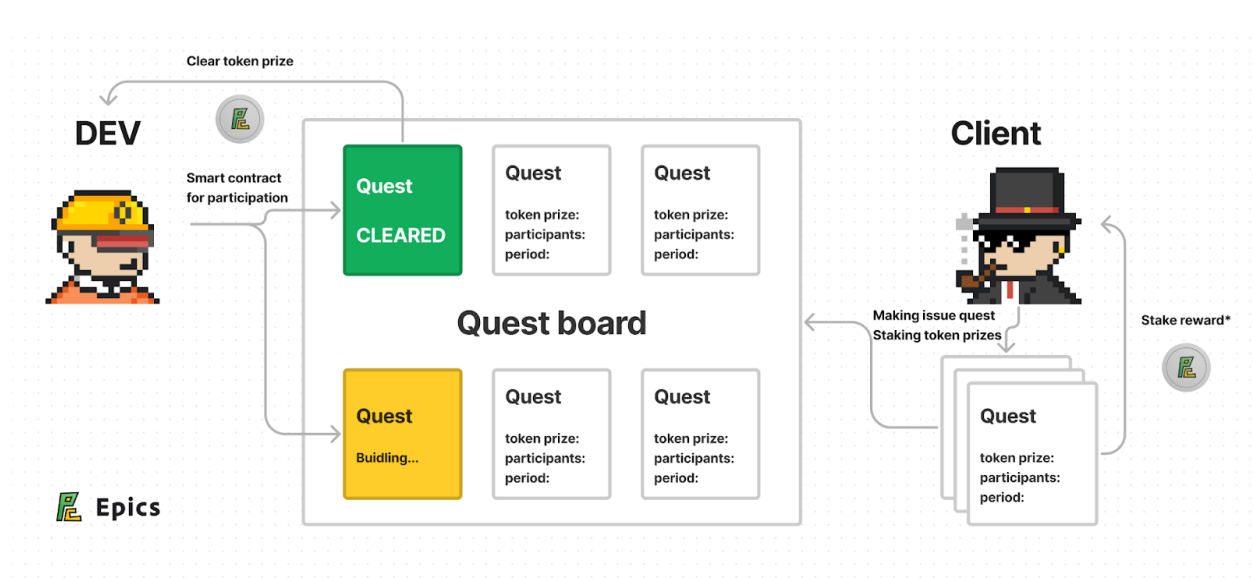 Clear token prize
DEV
Smart contract
for participation
Quest
CLEARED
Quest
token prize:
participants:
period:
Quest
token prize:
participants:
period:
Quest board
Quest
Buidling...
Quest
token prize:
participants:
period:
Quest
token prize:
participants:
period:
Client
Making issue quest
Staking token prizes
Stake reward*
Quest
token prize:
participants:
period:
Epics